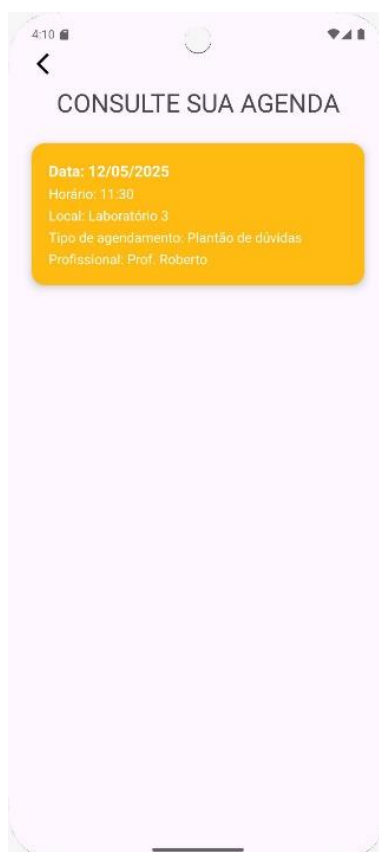 4:10
CONSULTE SUA AGENDA
Data: 12/05/2025
Horário: 11:30
Local: Laboratório 3
Tipo de agendamento: Plantão de dúvidas
Profissional: Prof. Roberto